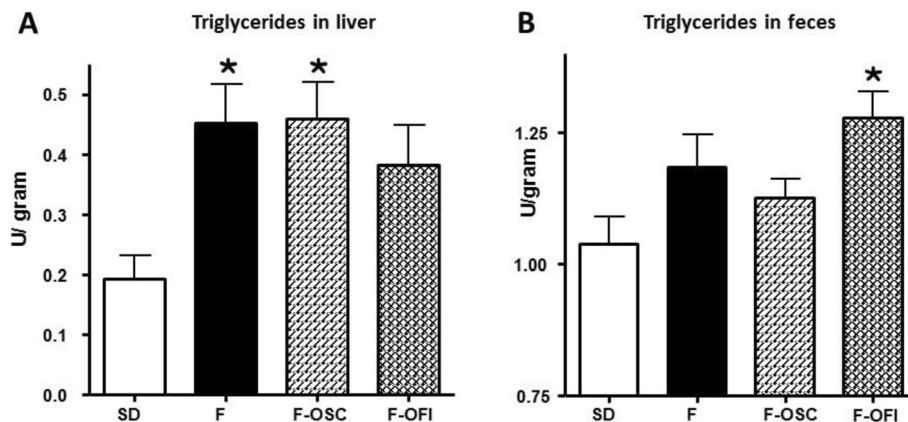 A
Triglycerides in liver
*
*
0.5
0.4
0.3
0.2
0.1
0.0
U/ gram
SD
F
F-OSC
F-OFI
B
Triglycerides in feces
*
1.25
1.00
0.75
U/gram
SD
F
F-OSC
F-OFI